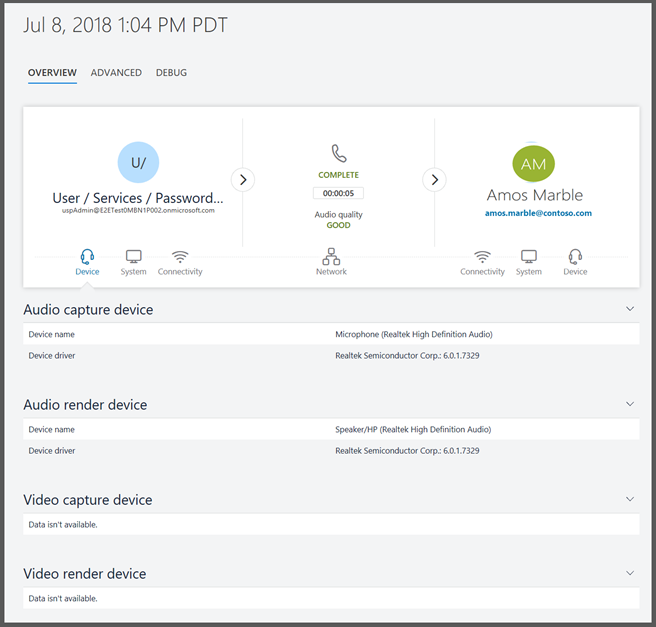 Jul 8, 2018 1:04 PM PDT
OVERVIEW ADVANCED DEBUG
U/
User / Services / Password...
uspAdmin@E2ETest0MBN1P002.onmicrosoft.com
COMPLETE
00:00:05
Audio quality
GOOD
AM
Amos Marble
amos.marble@contoso.com
Device System Connectivity Network Connectivity System Device
Audio capture device
Device name Microphone (Realtek High Definition Audio)
Device driver Realtek Semiconductor Corp.: 6.0.1.7329
Audio render device
Device name Speaker/HP (Realtek High Definition Audio)
Device driver Realtek Semiconductor Corp.: 6.0.1.7329
Video capture device
Data isn't available.
Video render device
Data isn't available.